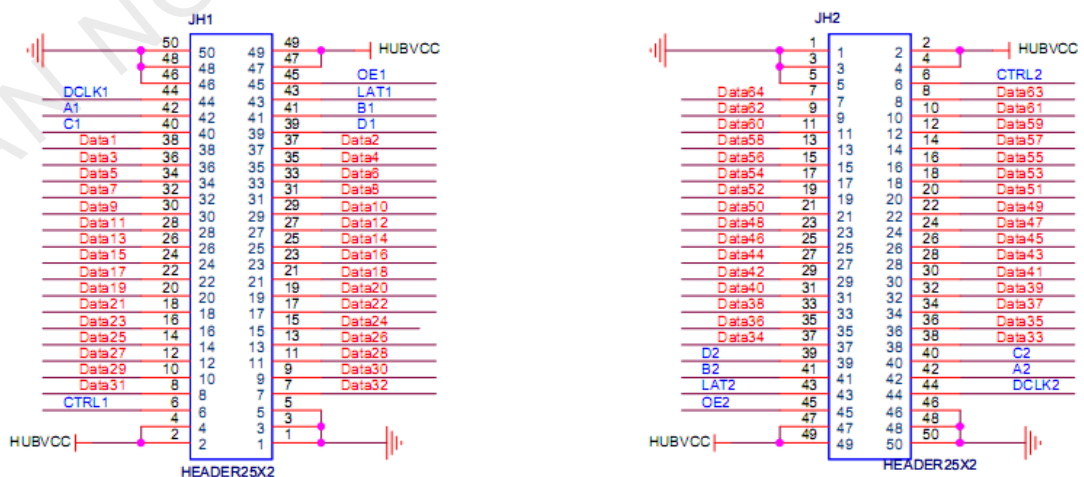 JH1
50 50 49 49 HUBVCC
48 48 47 47
46 46 45 45 OE1
DCLK1 44 44 43 43 LAT1
A1 42 42 41 41 B1
C1 40 40 39 39 D1
Data1 38 38 37 37 Data2
Data3 36 36 35 35 Data4
Data5 34 34 33 33 Data6
Data7 32 32 31 31 Data8
Data9 30 30 29 29 Data10
Data11 28 28 27 27 Data12
Data13 26 26 25 25 Data14
Data15 24 24 23 23 Data16
Data17 22 22 21 21 Data18
Data19 20 20 19 19 Data20
Data21 18 18 17 17 Data22
Data23 16 16 15 15 Data24
Data25 14 14 13 13 Data26
Data27 12 12 11 11 Data28
Data29 10 10 9 9 Data30
Data31 8 8 7 7 Data32
CTRL1 6 6 5 5
4 4 3 3
HUBVCC 2 2 1 1
HEADER25X2
JH2
1 1 2 2 HUBVCC
3 3 4 4
5 5 6 6 CTRL2
Data64 7 7 8 8 Data63
Data62 9 9 10 10 Data61
Data60 11 11 12 12 Data59
Data58 13 13 14 14 Data57
Data56 15 15 16 16 Data55
Data54 17 17 18 18 Data53
Data52 19 19 20 20 Data51
Data50 21 21 22 22 Data49
Data48 23 23 24 24 Data47
Data46 25 25 26 26 Data45
Data44 27 27 28 28 Data43
Data42 29 29 30 30 Data41
Data40 31 31 32 32 Data39
Data38 33 33 34 34 Data37
Data36 35 35 36 36 Data35
Data34 37 37 38 38 Data33
D2 39 39 40 40 C2
B2 41 41 42 42 A2
LAT2 43 43 44 44 DCLK2
OE2 45 45 46 46
47 47 48 48
HUBVCC 49 49 50 50
HEADER25X2